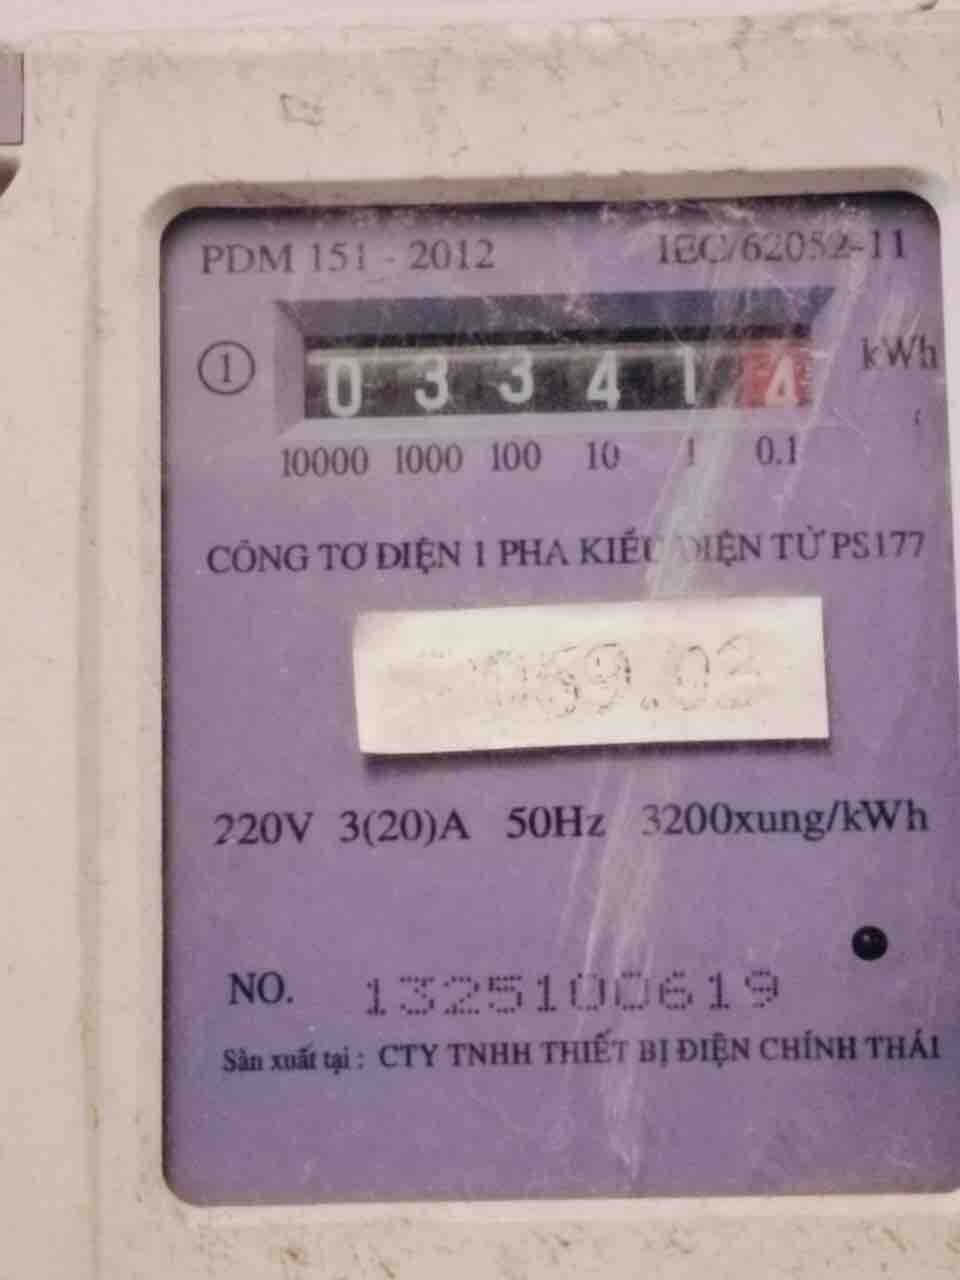 PDM 151 - 2012 IEC/62052-11
1 0 3 3 4 1 4 kWh
10000 1000 100 10 1 0.1
CÔNG TƠ ĐIỆN 1 PHA KIỂU ĐIỆN TỬ PS177
069.03
220V 3(20)A 50Hz 3200xung/kWh
NO. 1325100619
Sản xuất tại : CTY TNHH THIẾT BỊ ĐIỆN CHÍNH THÁI